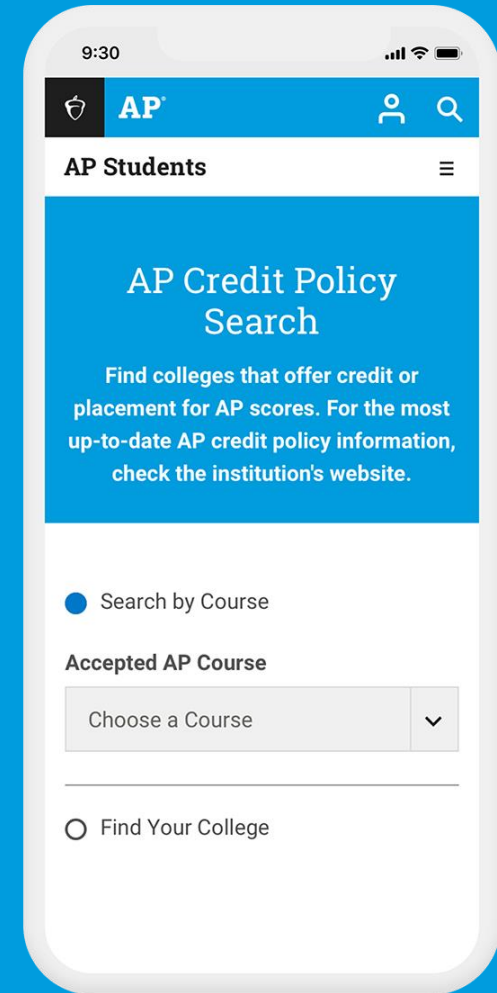 9:30
AP®
AP Students
AP Credit Policy
Search
Find colleges that offer credit or
placement for AP scores. For the most
up-to-date AP credit policy information,
check the institution's website.
Search by Course
Accepted AP Course
Choose a Course
Find Your College